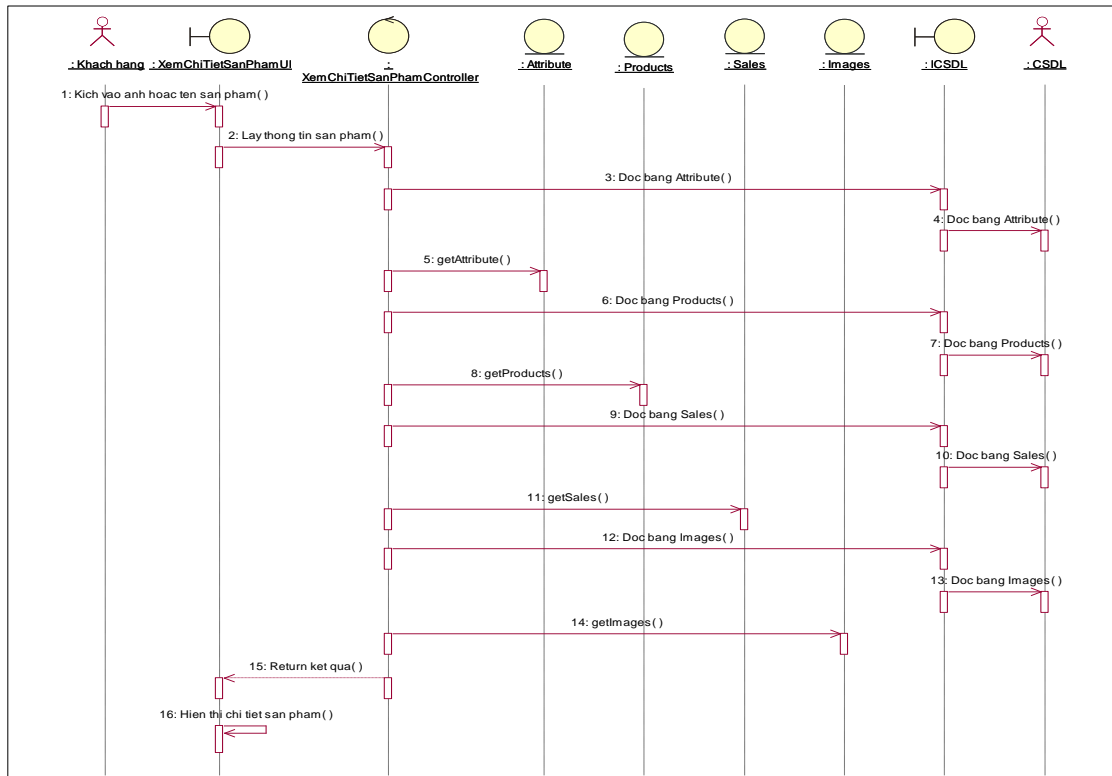 : Khach hang
: XemChiTietSanPhamUI
:
XemChiTietSanPhamController
: Attribute
: Products
: Sales
: Images
: ICSDL
: CSDL
1: Kich vao anh hoac ten san pham( )
2: Lay thong tin san pham( )
3: Doc bang Attribute( )
4: Doc bang Attribute( )
5: getAttribute( )
6: Doc bang Products( )
7: Doc bang Products( )
8: getProducts( )
9: Doc bang Sales( )
10: Doc bang Sales( )
11: getSales( )
12: Doc bang Images( )
13: Doc bang Images( )
14: getImages( )
15: Return ket qua( )
16: Hien thi chi tiet san pham( )